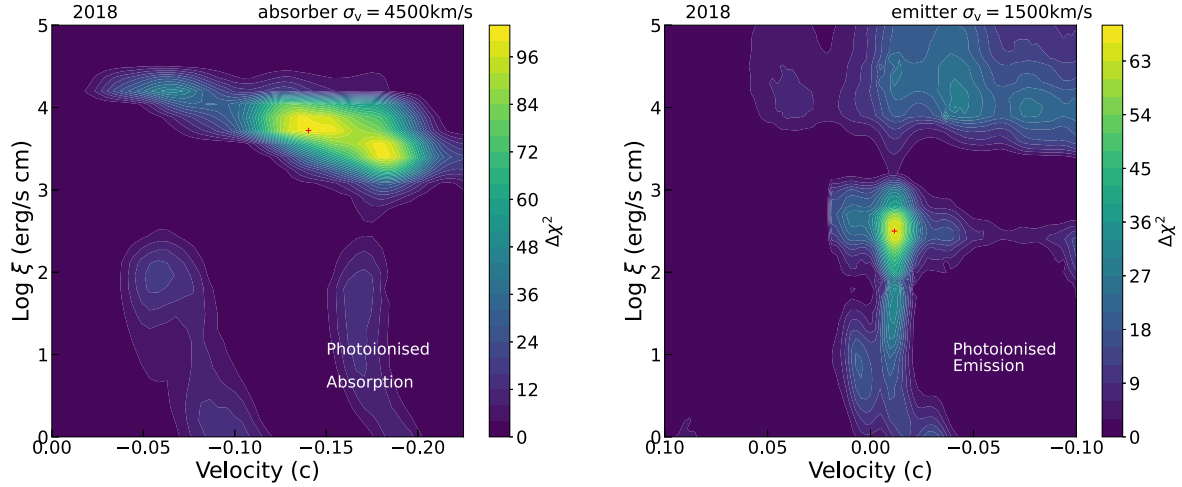 2018 absorber σv = 4500km/s
5
4
3
2
1
0
Log ξ (erg/s cm)
Photoionised
Absorption
0.00 −0.05 −0.10 −0.15 −0.20
Velocity (c)
96
84
72
60
48
36
24
12
0
Δχ²
2018 emitter σv = 1500km/s
5
4
3
2
1
0
Log ξ (erg/s cm)
Photoionised
Emission
0.10 0.05 0.00 −0.05 −0.10
Velocity (c)
63
54
45
36
27
18
9
0
Δχ²